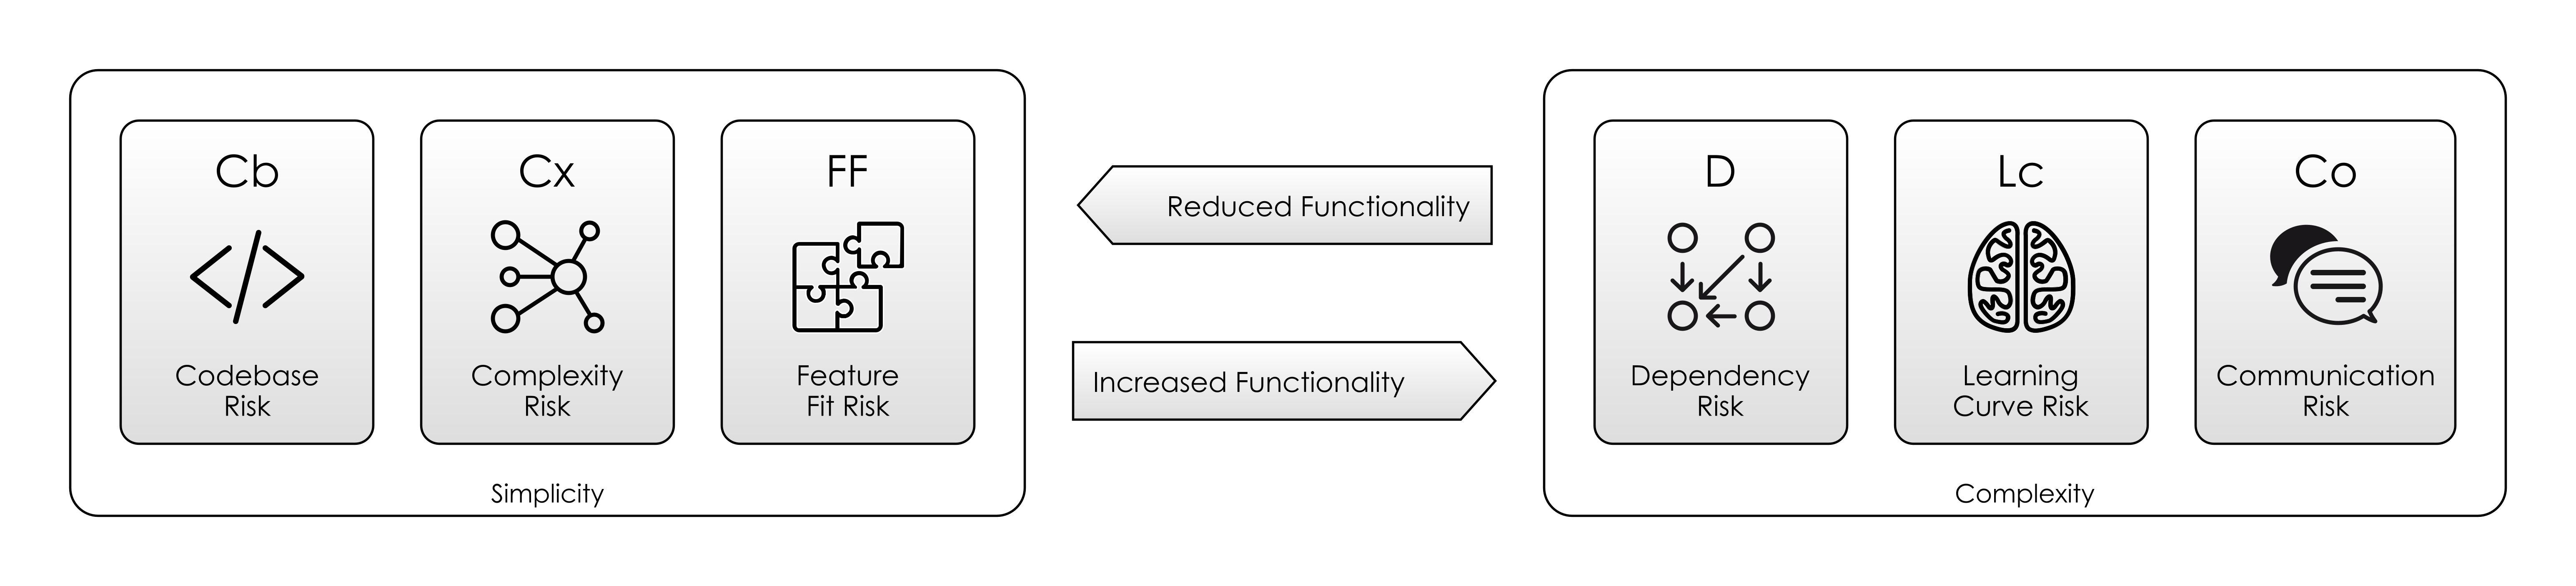 Cb
Codebase
Risk
Cx
Complexity
Risk
FF
Feature
Fit Risk
Simplicity
Reduced Functionality
Increased Functionality
D
Dependency
Risk
Lc
Learning
Curve Risk
Co
Communication
Risk
Complexity